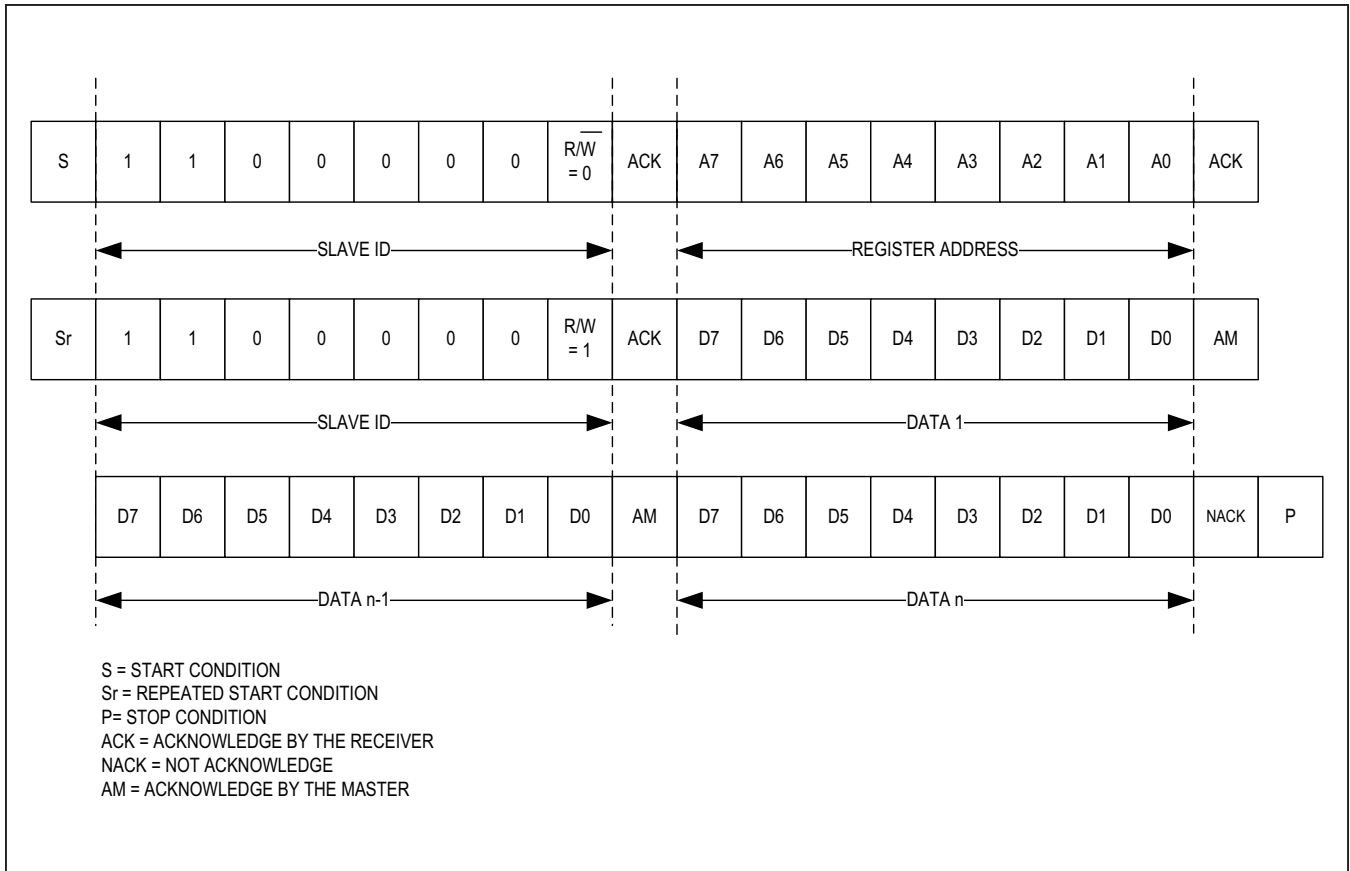 S 1 1 0 0 0 0 0 R/W̅ = 0 ACK A7 A6 A5 A4 A3 A2 A1 A0 ACK
SLAVE ID REGISTER ADDRESS
Sr 1 1 0 0 0 0 0 R/W = 1 ACK D7 D6 D5 D4 D3 D2 D1 D0 AM
SLAVE ID DATA 1
D7 D6 D5 D4 D3 D2 D1 D0 AM D7 D6 D5 D4 D3 D2 D1 D0 NACK P
DATA n-1 DATA n
S = START CONDITION
Sr = REPEATED START CONDITION
P= STOP CONDITION
ACK = ACKNOWLEDGE BY THE RECEIVER
NACK = NOT ACKNOWLEDGE
AM = ACKNOWLEDGE BY THE MASTER